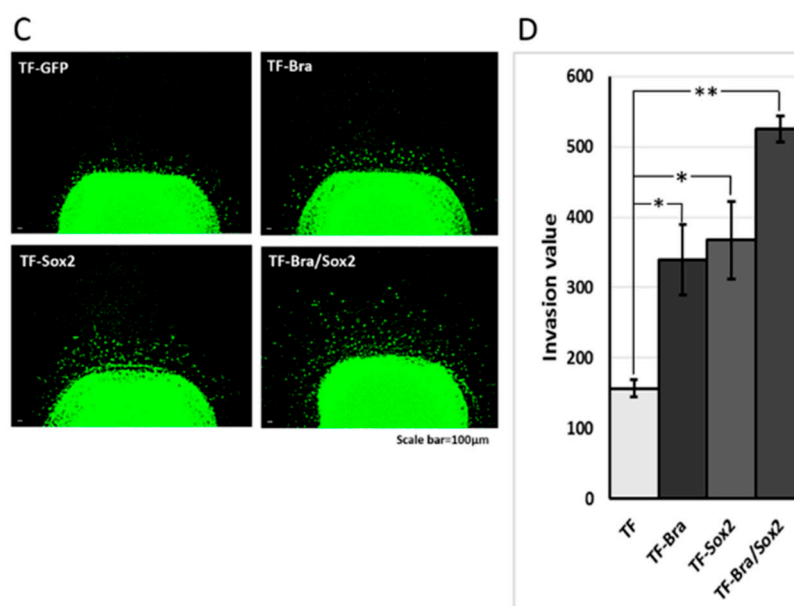 C
TF-GFP
TF-Bra
TF-Sox2
TF-Bra/Sox2
Scale bar=100μm
D
600
500
400
300
200
100
0
Invasion value
**
*
*
TF
TF-Bra
TF-Sox2
TF-Bra/Sox2